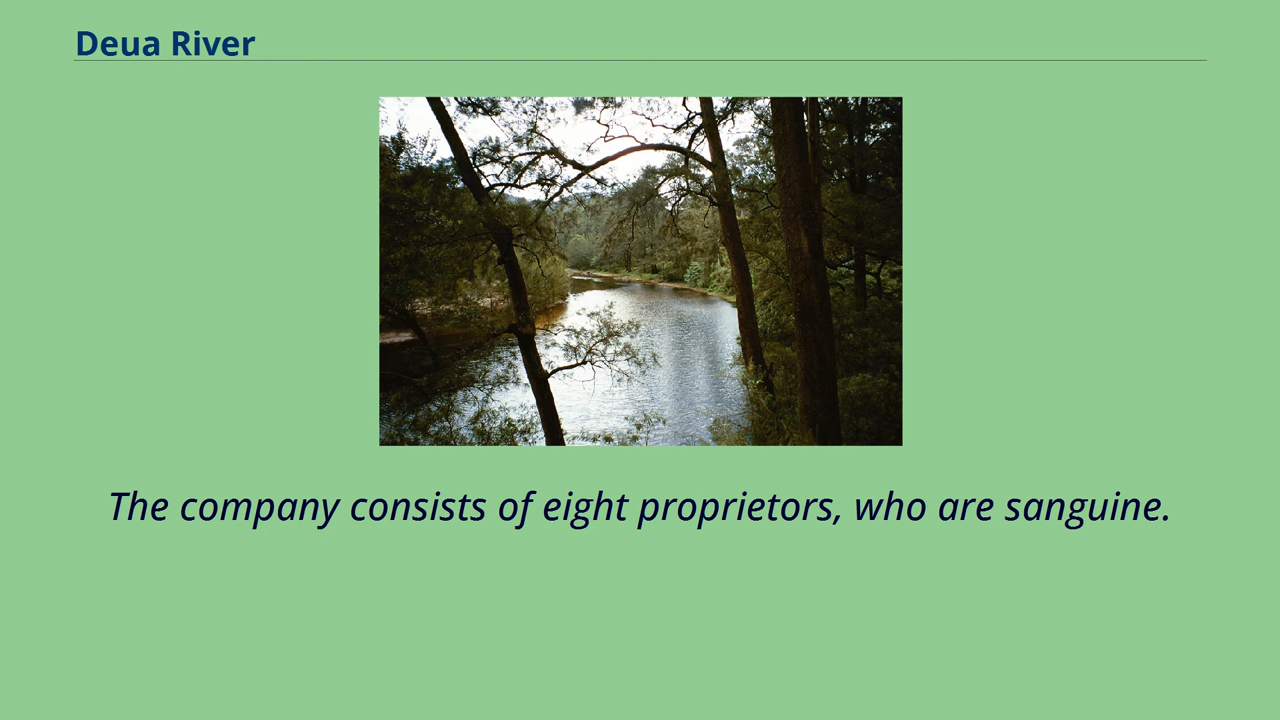 Deua River
The company consists of eight proprietors, who are sanguine.